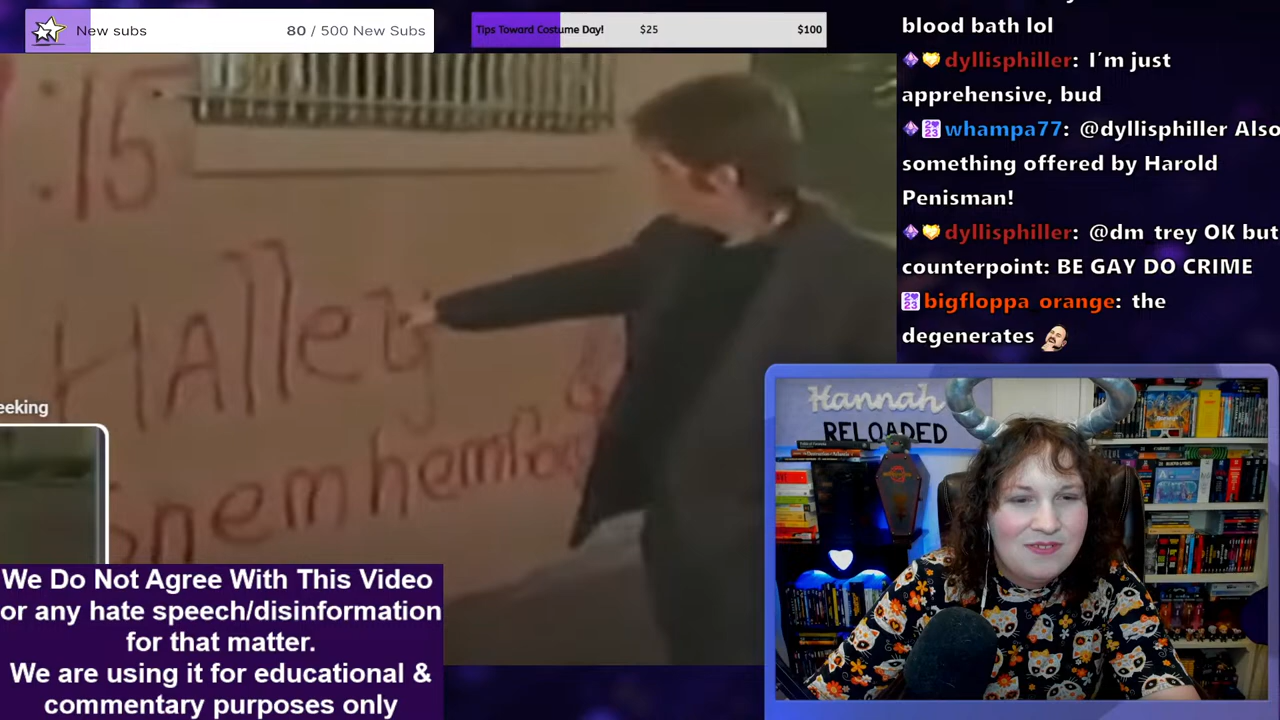 New subs
80 / 500 New Subs
Tips Toward Costume Day!
$25
$100
blood bath lol
dyllisphiller: I'm just
apprehensive, bud
whampa77: @dyllisphiller Also
something offered by Harold
Penisman!
dyllisphiller: @dm trey OK but
counterpoint: BE GAY DO CRIME
bigfloppa orange: the
degenerates
:15
HAlley
eeking
Hannah
RELOADED
We Do Not Agree With This Video
or any hate speech/disinformation
for that matter.
We are using it for educational &
commentary purposes only